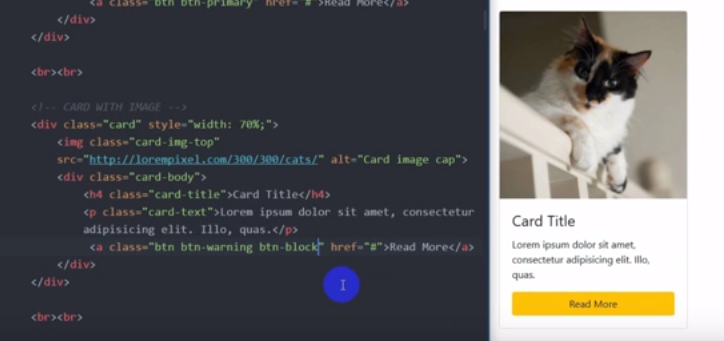 <a class="btn btn-primary" href="#">Read More</a>
</div>
</div>
<br><br>
<!-- CARD WITH IMAGE -->
<div class="card" style="width: 70%;">
<img class="card-img-top"
src="http://lorempixel.com/300/300/cats/" alt="Card image cap">
<div class="card-body">
<h4 class="card-title">Card Title</h4>
<p class="card-text">Lorem ipsum dolor sit amet, consectetur
adipisicing elit. Illo, quas.</p>
<a class="btn btn-warning btn-block" href="#">Read More</a>
</div>
</div>
<br><br>
Card Title
Lorem ipsum dolor sit amet,
consectetur adipisicing elit. Illo,
quas.
Read More